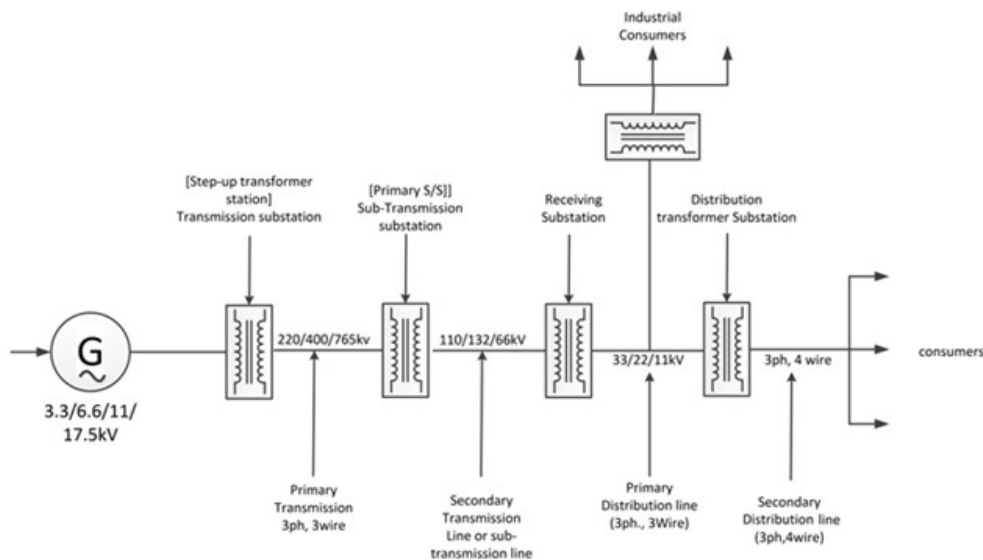 Industrial
Consumers
[Step-up transformer
station]
Transmission substation
[Primary S/S]]
Sub-Transmission
substation
Receiving
Substation
Distribution
transformer Substation
G
220/400/765kv
110/132/66kV
33/22/11kV
3ph, 4 wire
consumers
3.3/6.6/11/
17.5kV
Primary
Transmission
3ph, 3wire
Secondary
Transmission
Line or sub-
transmission line
Primary
Distribution line
(3ph., 3Wire)
Secondary
Distribution line
(3ph,4wire)